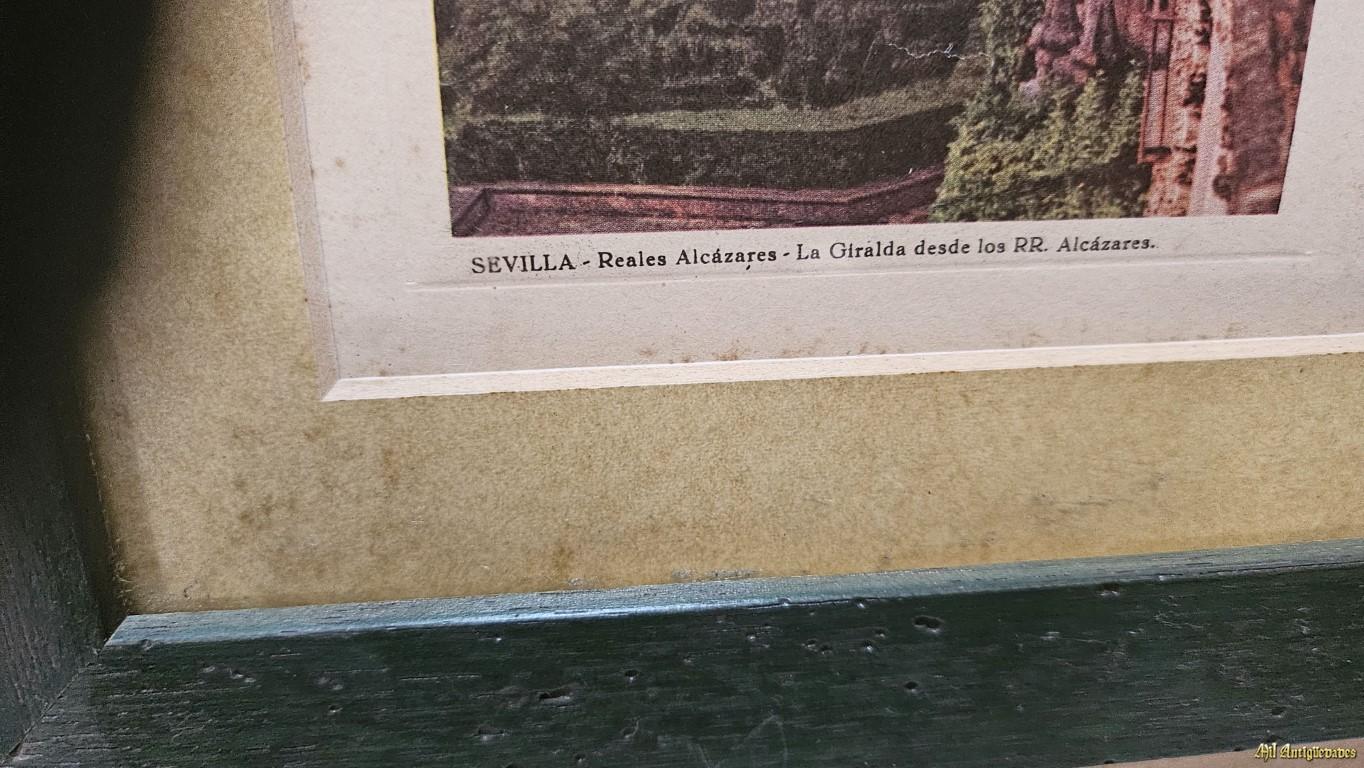 SEVILLA - Reales Alcázares - La Giralda desde los RR. Alcázares.
Mil Antigüedades